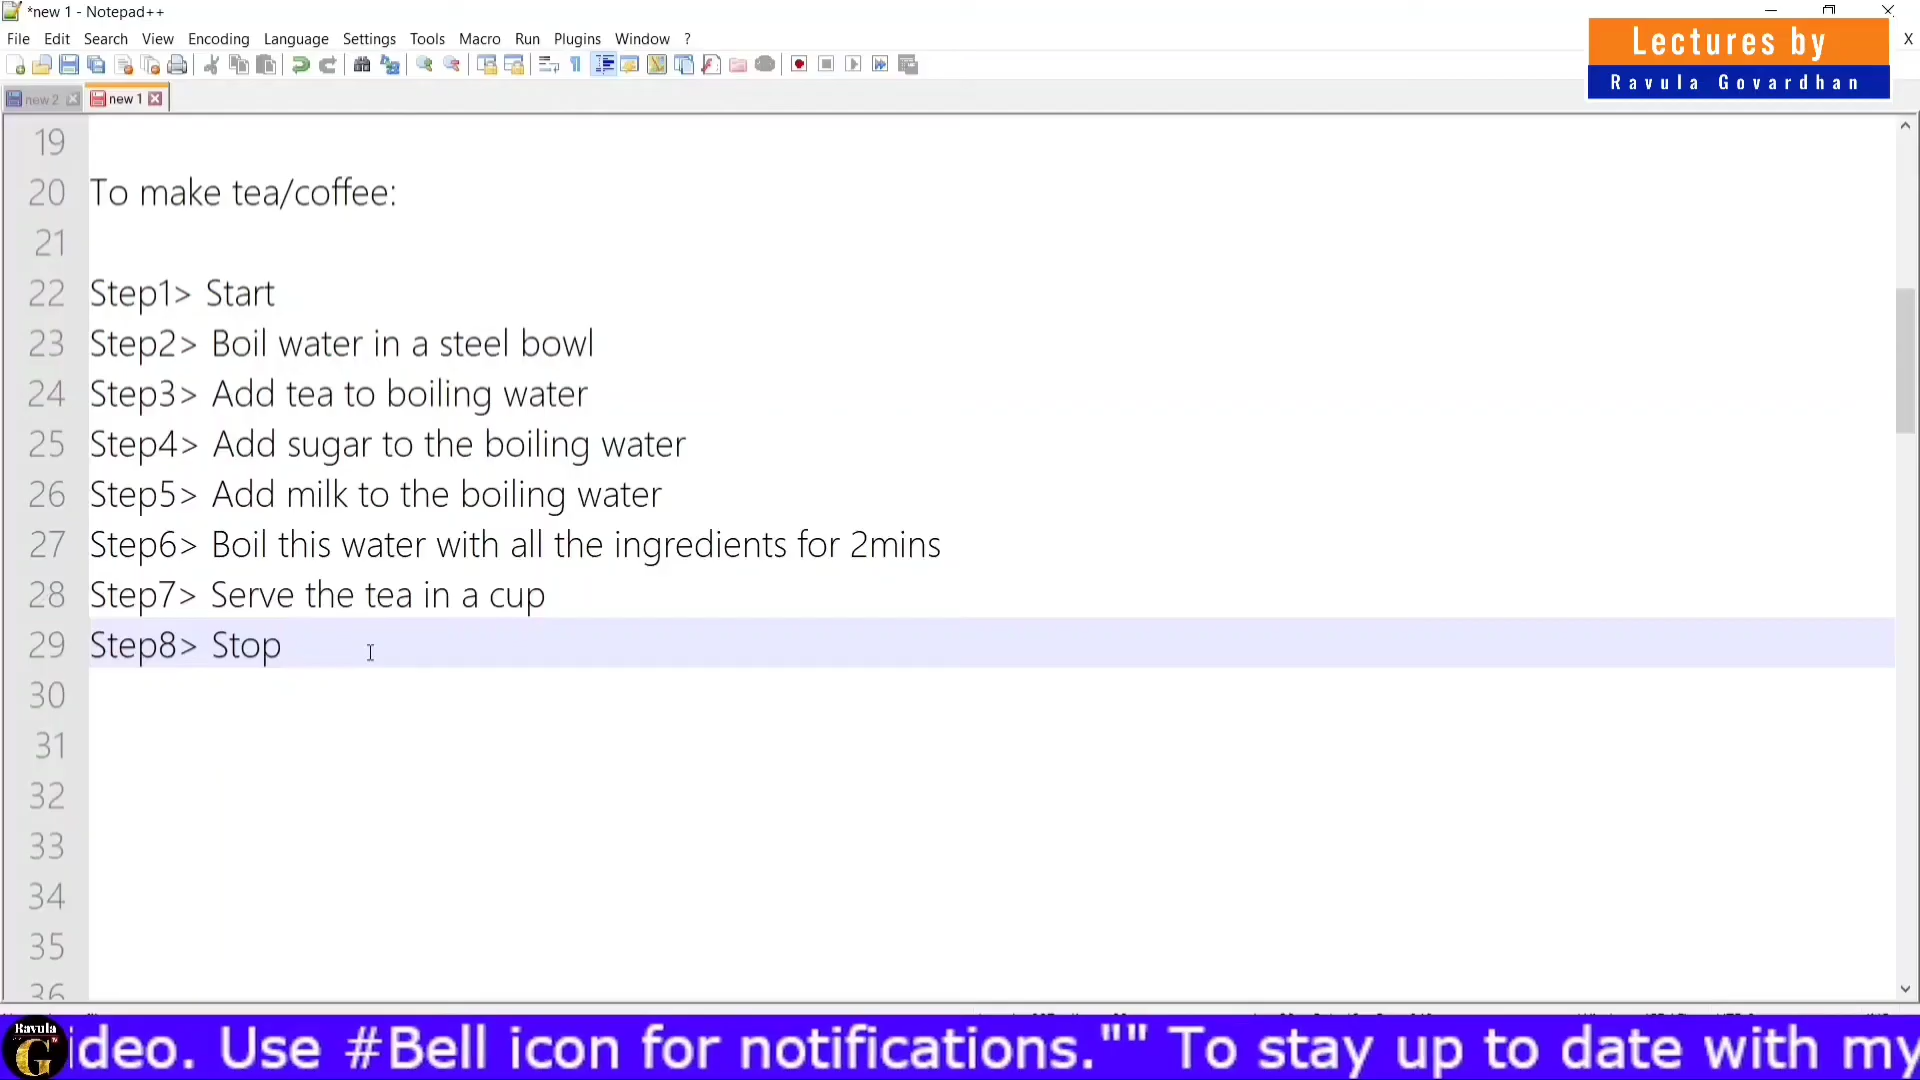 *new 1 - Notepad++
File Edit Search View Encoding Language Settings Tools Macro Run Plugins Window ?
X
Lectures by
Ravula Govardhan
new 2 new 1
19
20 To make tea/coffee:
21
22 Step1> Start
23 Step2> Boil water in a steel bowl
24 Step3> Add tea to boiling water
25 Step4> Add sugar to the boiling water
26 Step5> Add milk to the boiling water
27 Step6> Boil this water with all the ingredients for 2mins
28 Step7> Serve the tea in a cup
29 Step8> Stop
30
31
32
33
34
35
36
Ravula
G
ideo. Use #Bell icon for notifications."" To stay up to date with my